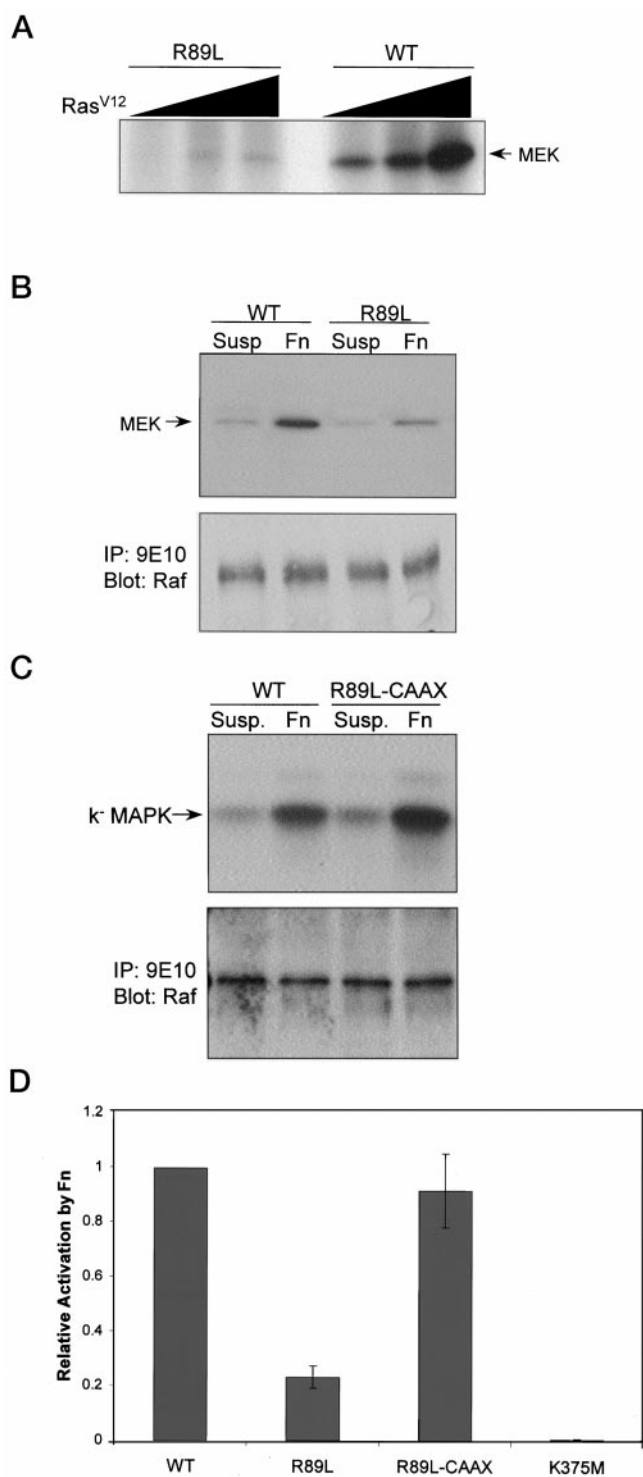 A
R89L WT
Ras^V12
MEK
B
WT R89L
Susp Fn Susp Fn
MEK
IP: 9E10
Blot: Raf
C
WT R89L-CAAX
Susp. Fn Susp. Fn
k⁻ MAPK
IP: 9E10
Blot: Raf
D
1.2
1
0.8
0.6
0.4
0.2
0
Relative Activation by Fn
WT R89L R89L-CAAX K375M